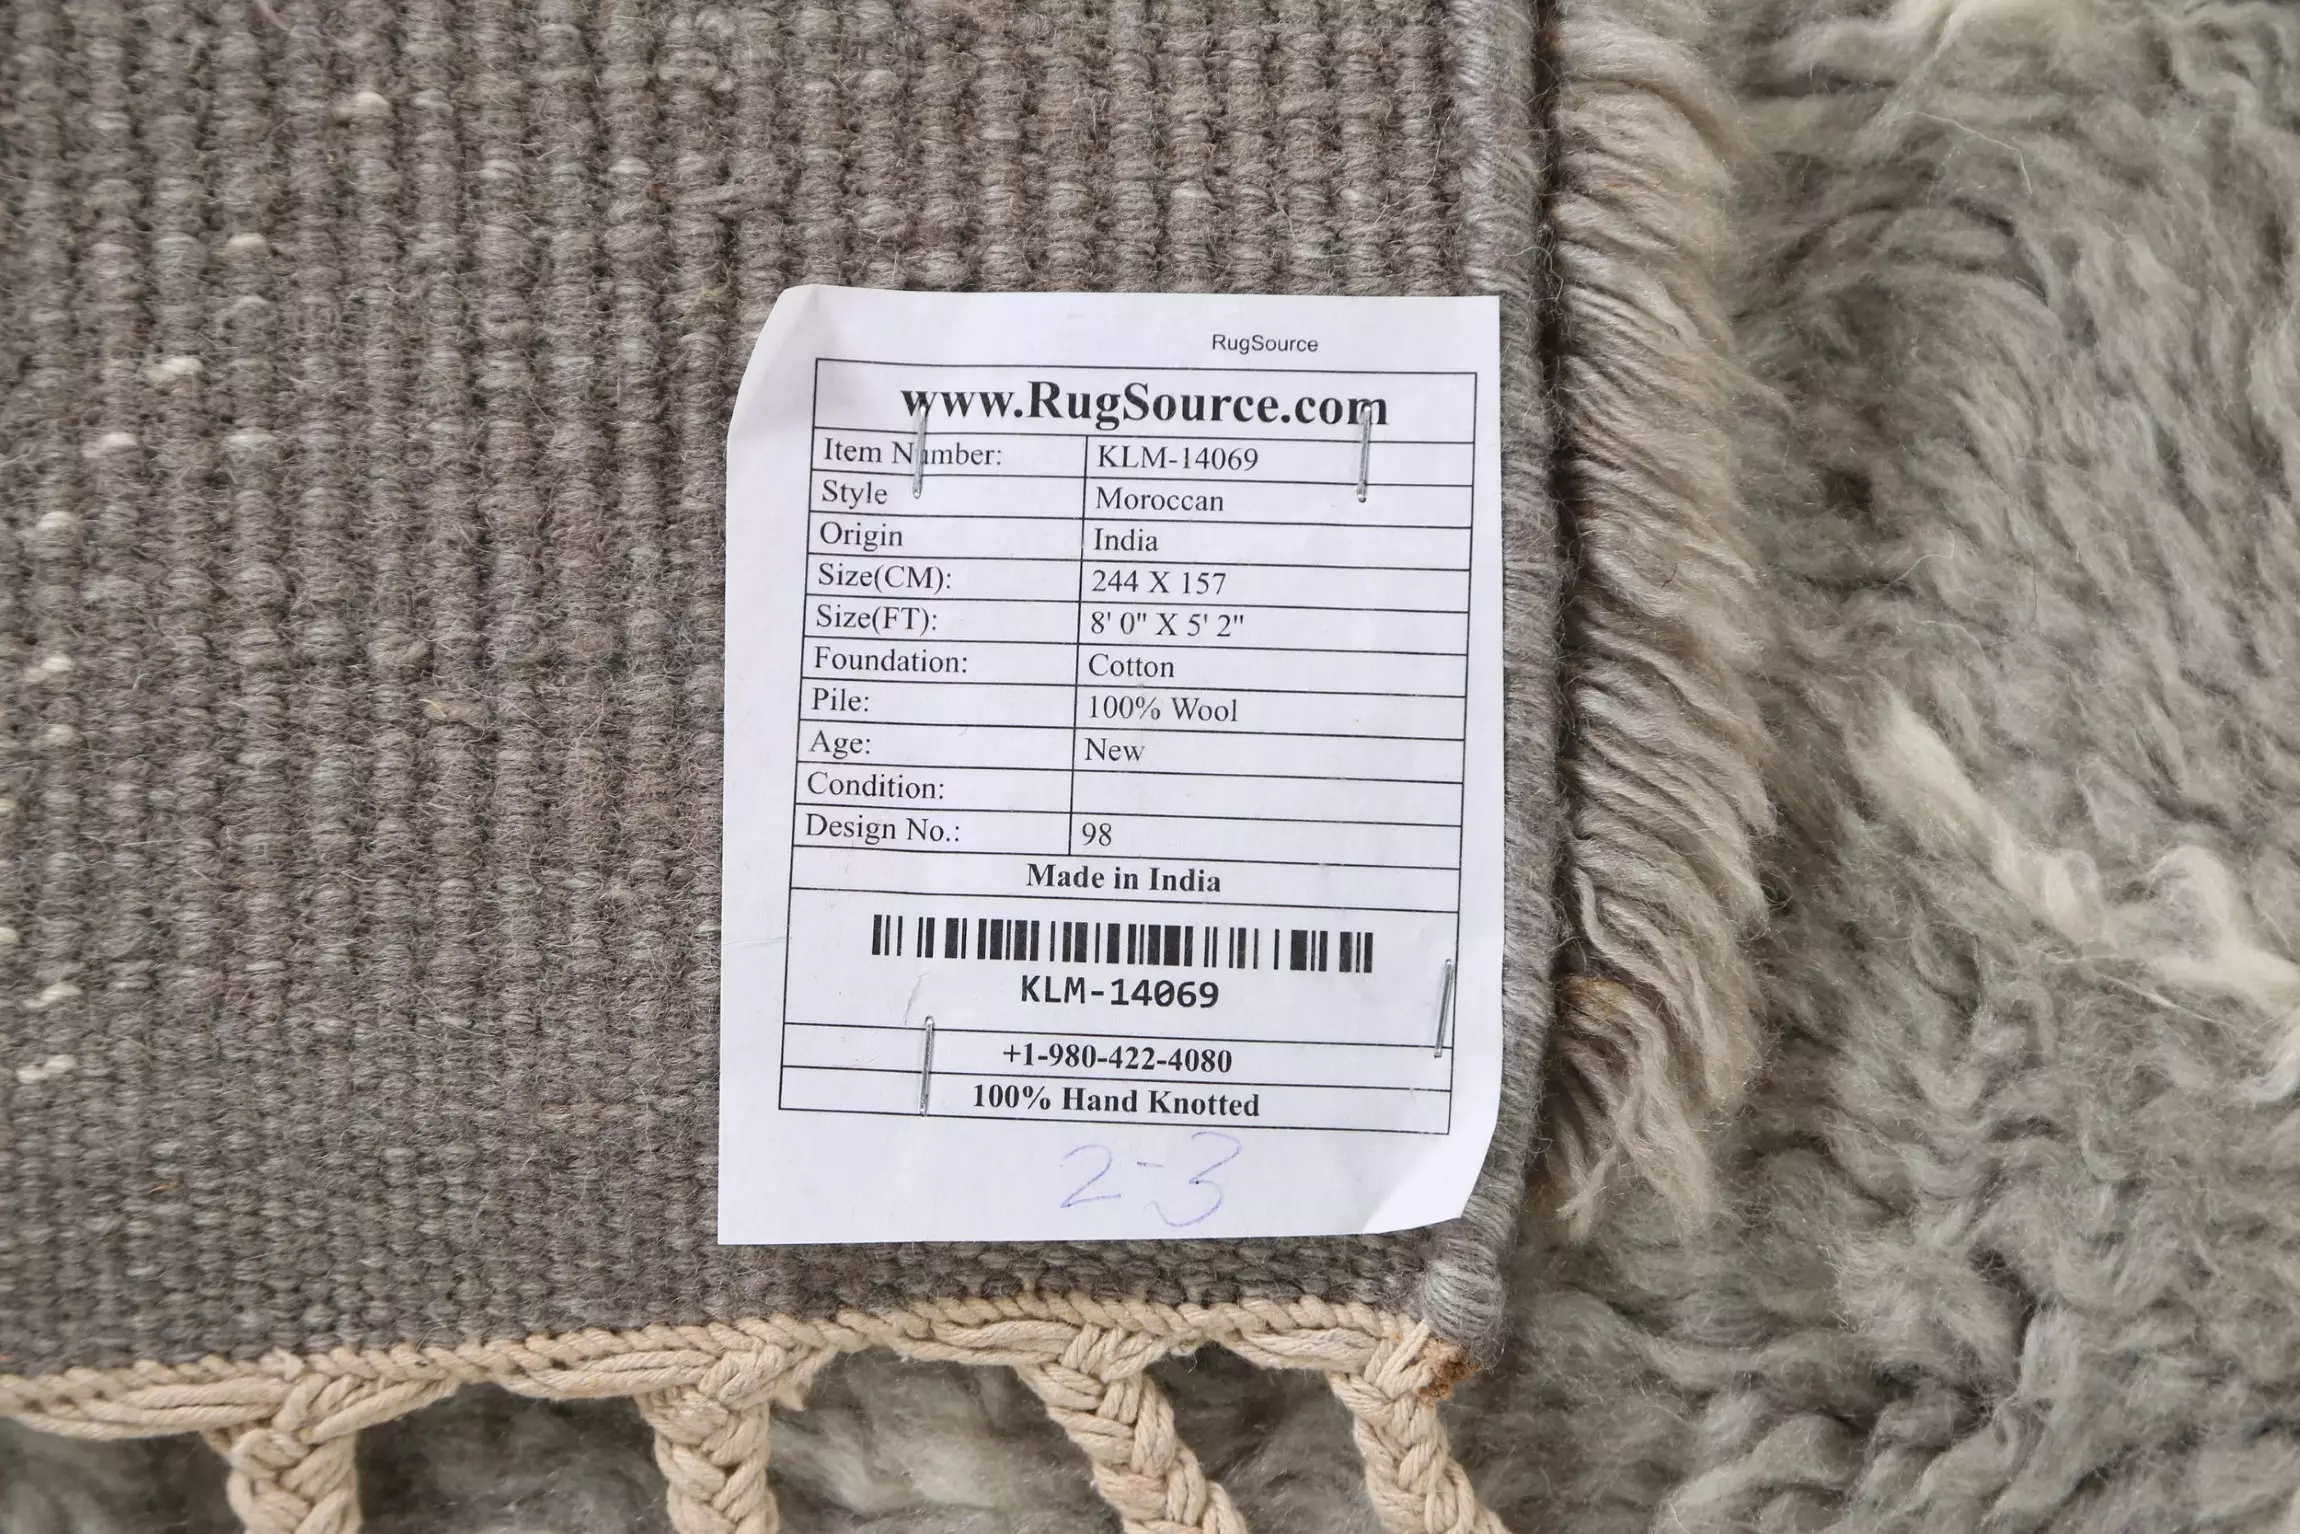 RugSource
www.RugSource.com
Item Number: KLM-14069
Style Moroccan
Origin India
Size(CM): 244 X 157
Size(FT): 8' 0" X 5' 2"
Foundation: Cotton
Pile: 100% Wool
Age: New
Condition:
Design No.: 98
Made in India
KLM-14069
+1-980-422-4080
100% Hand Knotted
2-3